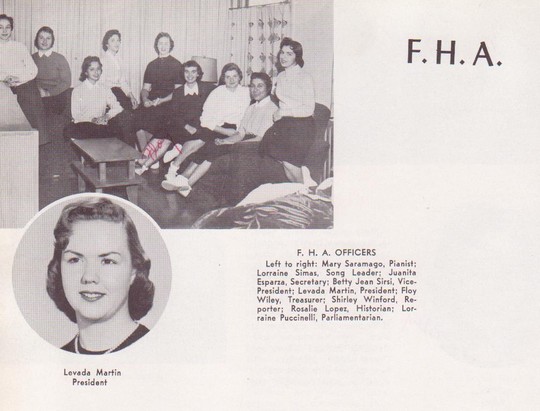 F.H.A.
F. H. A. OFFICERS
Left to right: Mary Saramago, Pianist;
Lorraine Simas, Song Leader; Juanita
Esparza, Secretary; Betty Jean Sirsi, Vice-
President; Levada Martin, President; Floy
Wiley, Treasurer; Shirley Winford, Re-
porter; Rosalie Lopez, Historian; Lor-
raine Puccinelli, Parliamentarian.
Levada Martin
President